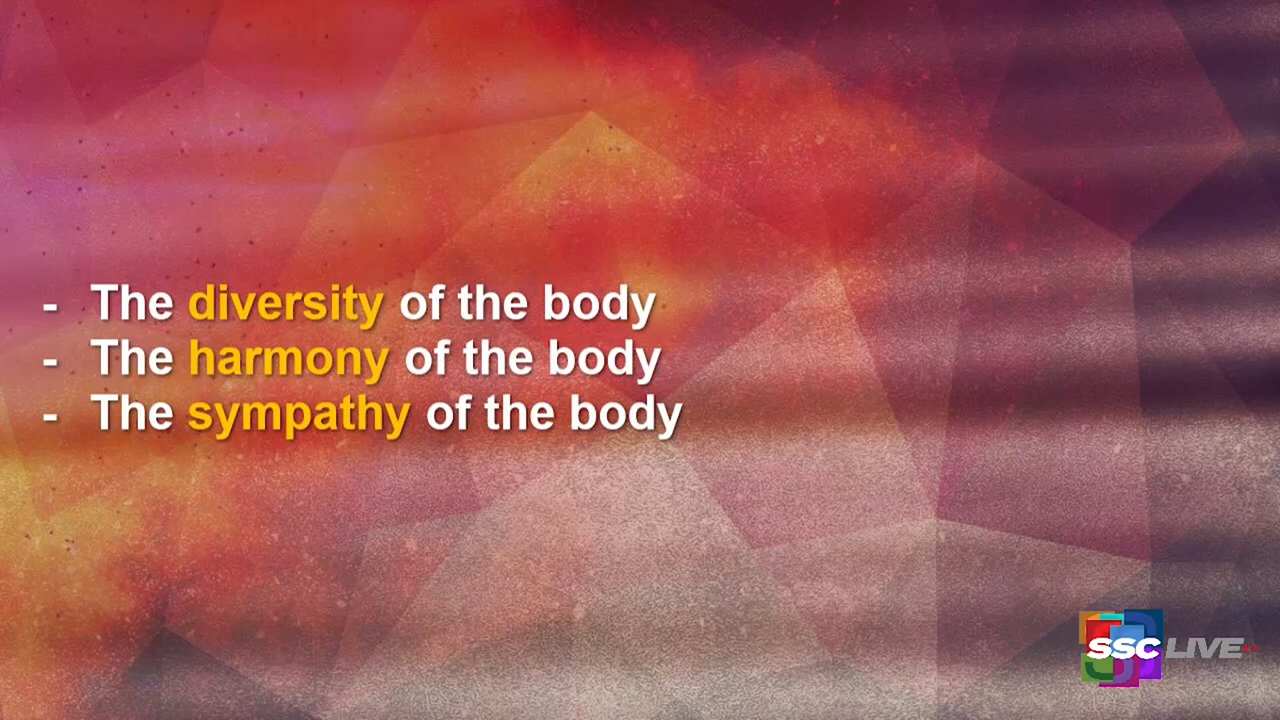 - The diversity of the body
- The harmony of the body
- The sympathy of the body
SSC LIVE